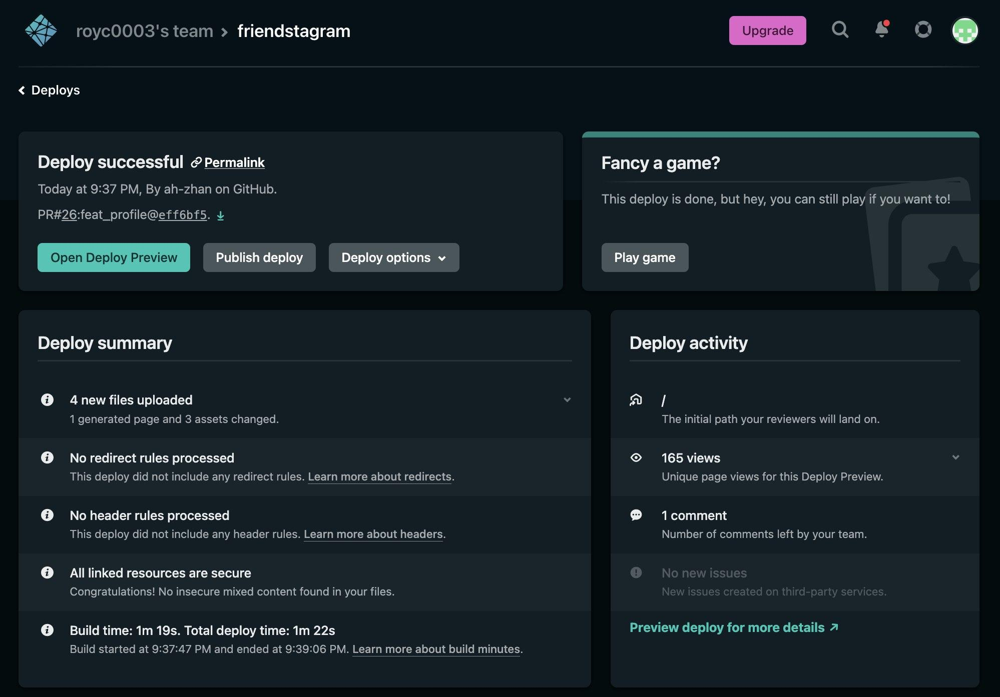 royc0003's team > friendstagram
Upgrade
Deploys
Deploy successful Permalink
Today at 9:37 PM, By ah-zhan on GitHub.
PR#26:feat_profile@eff6bf5.
Open Deploy Preview
Publish deploy
Deploy options
Fancy a game?
This deploy is done, but hey, you can still play if you want to!
Play game
Deploy summary
4 new files uploaded
1 generated page and 3 assets changed.
No redirect rules processed
This deploy did not include any redirect rules. Learn more about redirects.
No header rules processed
This deploy did not include any header rules. Learn more about headers.
All linked resources are secure
Congratulations! No insecure mixed content found in your files.
Build time: 1m 19s. Total deploy time: 1m 22s
Build started at 9:37:47 PM and ended at 9:39:06 PM. Learn more about build minutes.
Deploy activity
/
The initial path your reviewers will land on.
165 views
Unique page views for this Deploy Preview.
1 comment
Number of comments left by your team.
No new issues
New issues created on third-party services.
Preview deploy for more details